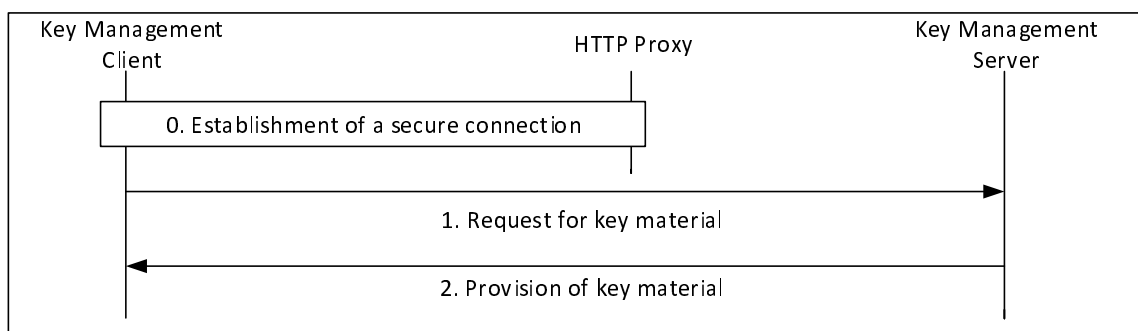 Key Management
Client
HTTP Proxy
Key Management
Server
0. Establishment of a secure connection
1. Request for key material
2. Provision of key material